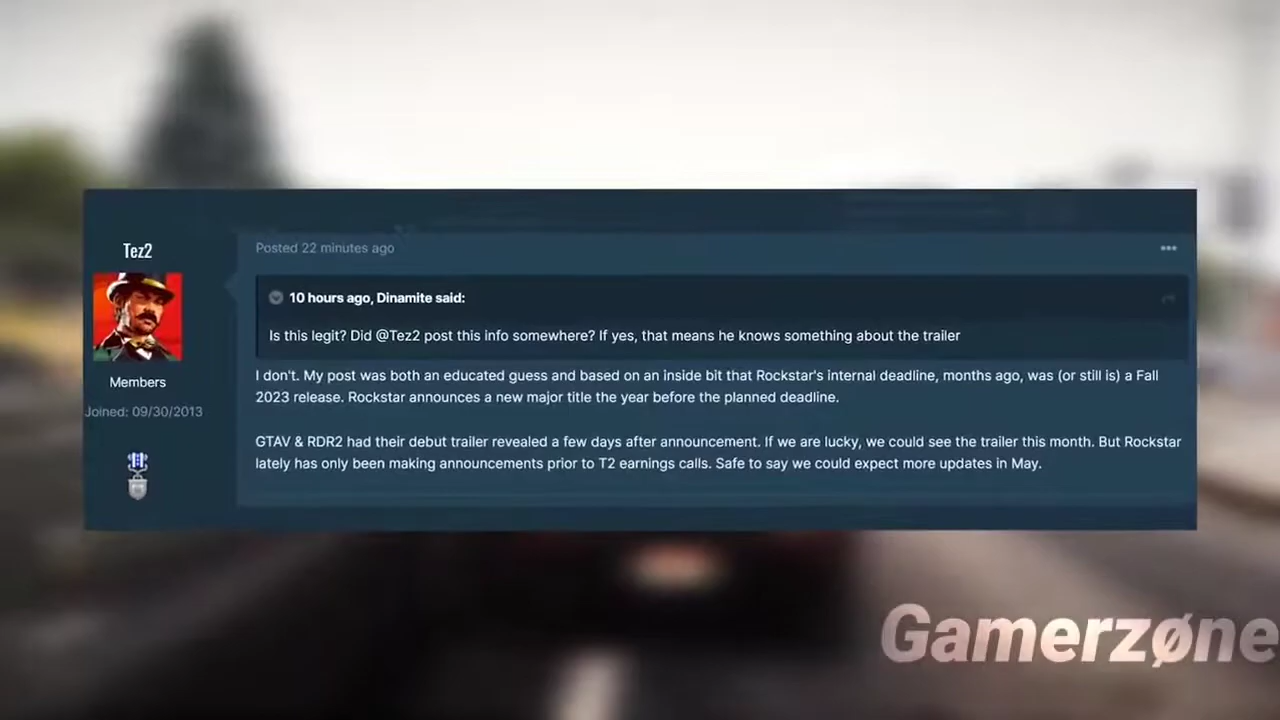 Tez2
Posted 22 minutes ago
10 hours ago, Dinamite said:
Is this legit? Did @Tez2 post this info somewhere? If yes, that means he knows something about the trailer
Members
Joined: 09/30/2013
I don't. My post was both an educated guess and based on an inside bit that Rockstar's internal deadline, months ago, was (or still is) a Fall
2023 release. Rockstar announces a new major title the year before the planned deadline.
GTAV & RDR2 had their debut trailer revealed a few days after announcement. If we are lucky, we could see the trailer this month. But Rockstar
lately has only been making announcements prior to T2 earnings calls. Safe to say we could expect more updates in May.
Gamerzøne